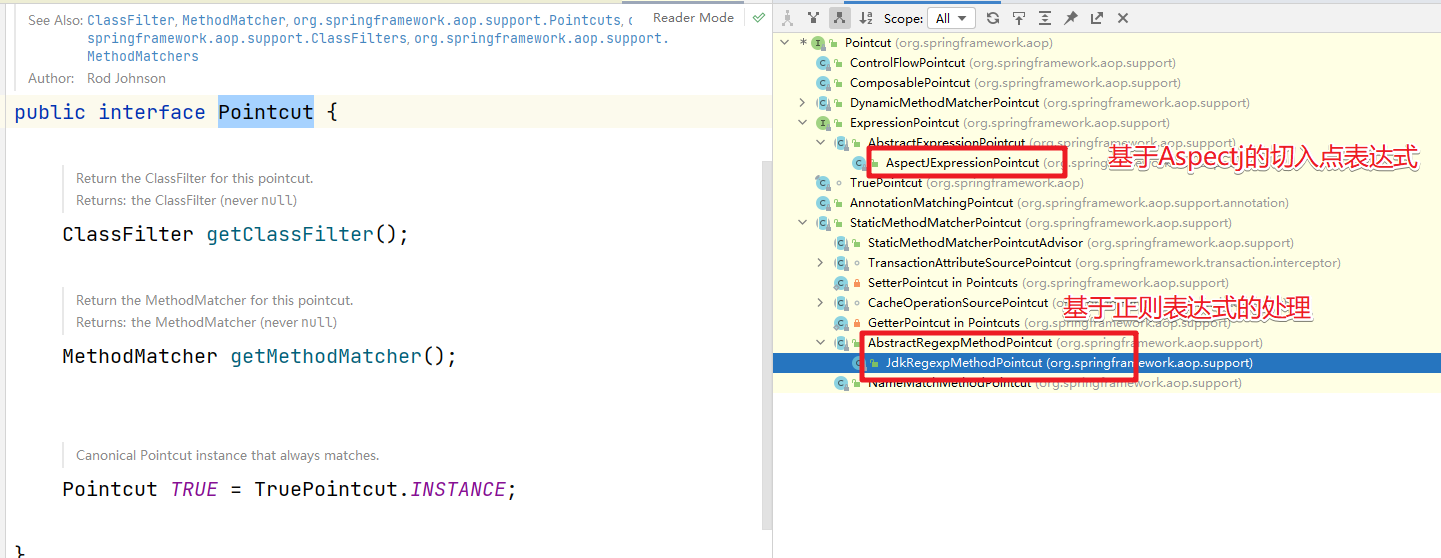 See Also: ClassFilter, MethodMatcher, org.springframework.aop.support.Pointcuts,
springframework.aop.support.ClassFilters, org.springframework.aop.support.
MethodMatchers
Author: Rod Johnson
Reader Mode
public interface Pointcut {
Return the ClassFilter for this pointcut.
Returns: the ClassFilter (never null)
ClassFilter getClassFilter();
Return the MethodMatcher for this pointcut.
Returns: the MethodMatcher (never null)
MethodMatcher getMethodMatcher();
Canonical Pointcut instance that always matches.
Pointcut TRUE = TruePointcut.INSTANCE;
}
Scope: All
* Pointcut (org.springframework.aop)
ControlFlowPointcut (org.springframework.aop.support)
ComposablePointcut (org.springframework.aop.support)
DynamicMethodMatcherPointcut (org.springframework.aop.support)
ExpressionPointcut (org.springframework.aop.support)
AbstractExpressionPointcut (org.springframework.aop.support)
AspectJExpressionPointcut
基于Aspectj的切入点表达式
TruePointcut (org.springframework.aop)
AnnotationMatchingPointcut (org.springframework.aop.support.annotation)
StaticMethodMatcherPointcut (org.springframework.aop.support)
StaticMethodMatcherPointcutAdvisor (org.springframework.aop.support)
TransactionAttributeSourcePointcut (org.springframework.transaction.interceptor)
SetterPointcut in Pointcuts (org.springframework.aop.support)
CacheOperationSourcePointcut
基于正则表达式的处理
GetterPointcut in Pointcuts (org.springframework.aop.support)
AbstractRegexpMethodPointcut (org.springframework.aop.support)
JdkRegexpMethodPointcut (org.springframework.aop.support)
NameMatchMethodPointcut (org.springframework.aop.support)